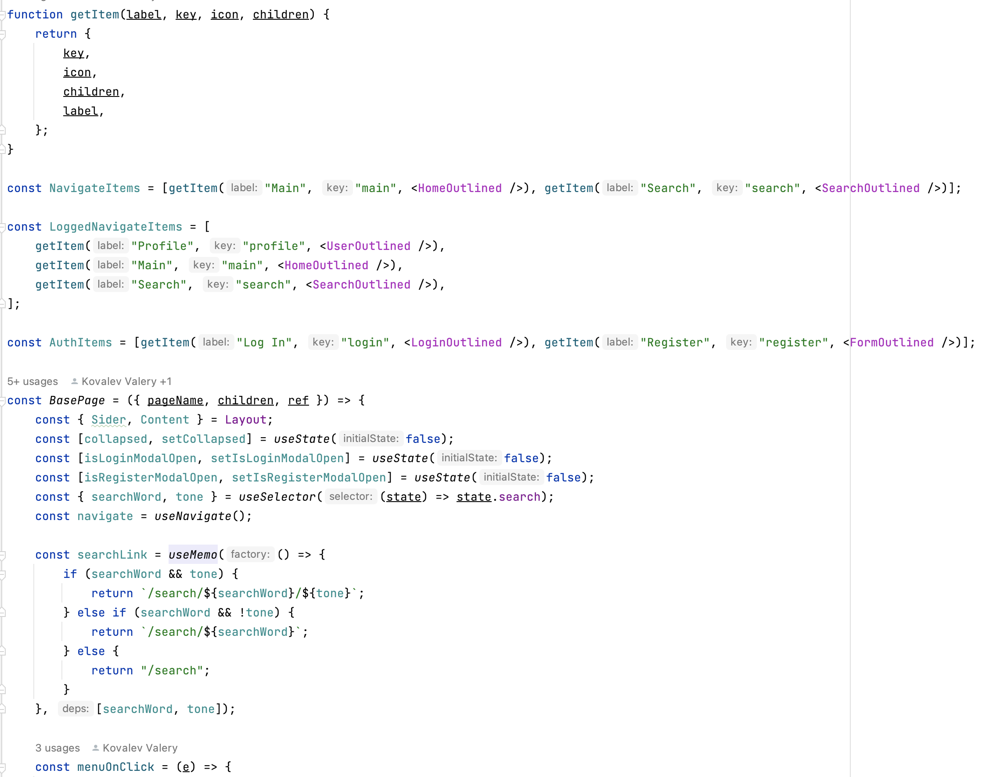 function getItem(label, key, icon, children) {
    return {
        key,
        icon,
        children,
        label,
    };
}
const NavigateItems = [getItem( label: "Main", key: "main", <HomeOutlined />), getItem( label: "Search", key: "search", <SearchOutlined />)];
const LoggedNavigateItems = [
    getItem( label: "Profile", key: "profile", <UserOutlined />),
    getItem( label: "Main", key: "main", <HomeOutlined />),
    getItem( label: "Search", key: "search", <SearchOutlined />),
];
const AuthItems = [getItem( label: "Log In", key: "login", <LoginOutlined />), getItem( label: "Register", key: "register", <FormOutlined />)];
5+ usages Kovalev Valery +1
const BasePage = ({ pageName, children, ref }) => {
    const { Sider, Content } = Layout;
    const [collapsed, setCollapsed] = useState( initialState: false);
    const [isLoginModalOpen, setIsLoginModalOpen] = useState( initialState: false);
    const [isRegisterModalOpen, setIsRegisterModalOpen] = useState( initialState: false);
    const { searchWord, tone } = useSelector( selector: (state) => state.search);
    const navigate = useNavigate();
    const searchLink = useMemo( factory: () => {
        if (searchWord && tone) {
            return `/search/${searchWord}/${tone}`;
        } else if (searchWord && !tone) {
            return `/search/${searchWord}`;
        } else {
            return "/search";
        }
    }, deps: [searchWord, tone]);
    3 usages Kovalev Valery
    const menuOnClick = (e) => {